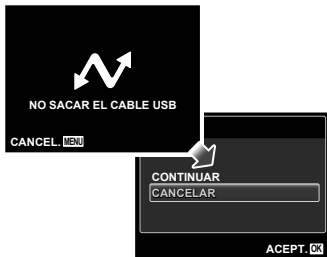 NO SACAR EL CABLE USB
CANCEL. MENU
CONTINUAR
CANCELAR
ACEPT. OK